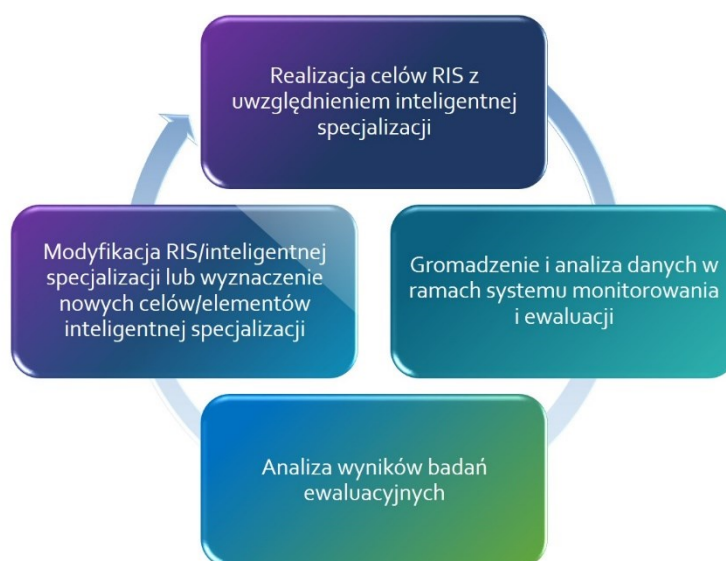 Realizacja celów RIS z
uwzględnieniem inteligentnej
specjalizacji
Gromadzenie i analiza danych w
ramach systemu monitorowania
i ewaluacji
Analiza wyników badań
ewaluacyjnych
Modyfikacja RIS/inteligentnej
specjalizacji lub wyznaczenie
nowych celów/elementów
inteligentnej specjalizacji